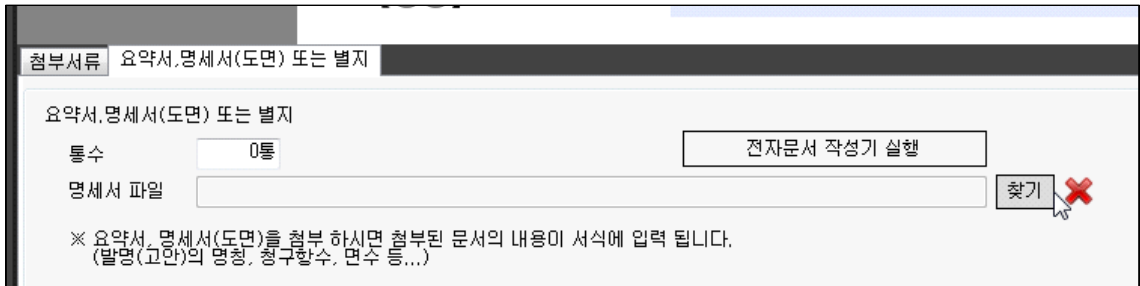 첨부서류 요약서,명세서(도면) 또는 별지
요약서,명세서(도면) 또는 별지
통수 0통 전자문서 작성기 실행
명세서 파일 찾기
※ 요약서, 명세서(도면)을 첨부 하시면 첨부된 문서의 내용이 서식에 입력 됩니다.
(발명(고안)의 명칭, 청구항수, 면수 등...)